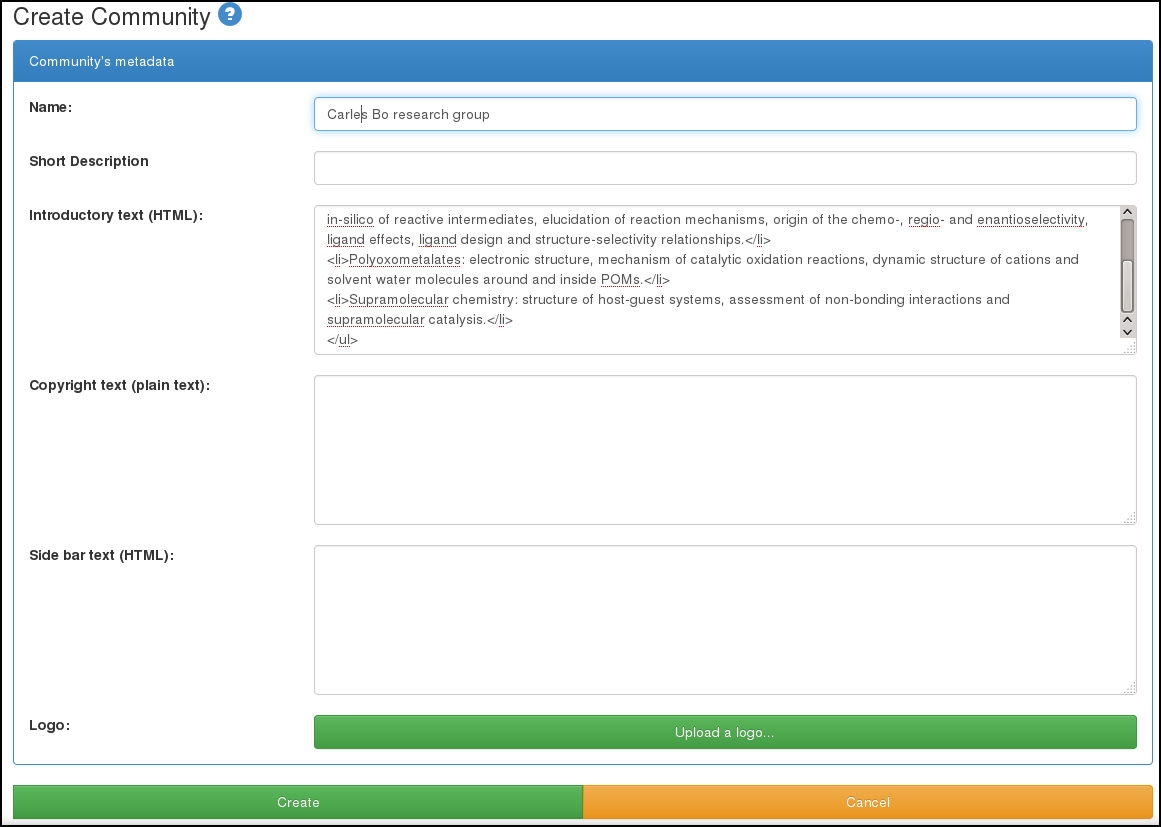 Create Community ?
Community's metadata
Name:
Carles Bo research group
Short Description
Introductory text (HTML):
in-silico of reactive intermediates, elucidation of reaction mechanisms, origin of the chemo-, regio- and enantioselectivity,
ligand effects, ligand design and structure-selectivity relationships.</li>
<li>Polyoxometalates: electronic structure, mechanism of catalytic oxidation reactions, dynamic structure of cations and
solvent water molecules around and inside POMs.</li>
<li>Supramolecular chemistry: structure of host-guest systems, assessment of non-bonding interactions and
supramolecular catalysis.</li>
</ul>
Copyright text (plain text):
Side bar text (HTML):
Logo:
Upload a logo...
Create
Cancel